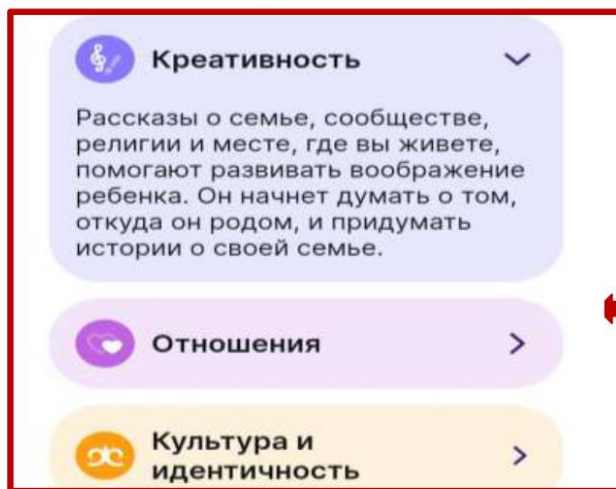 Креативность
Рассказы о семье, сообществе,
религии и месте, где вы живете,
помогают развивать воображение
ребенка. Он начнет думать о том,
откуда он родом, и придумать
истории о своей семье.
Отношения
Культура и
идентичность